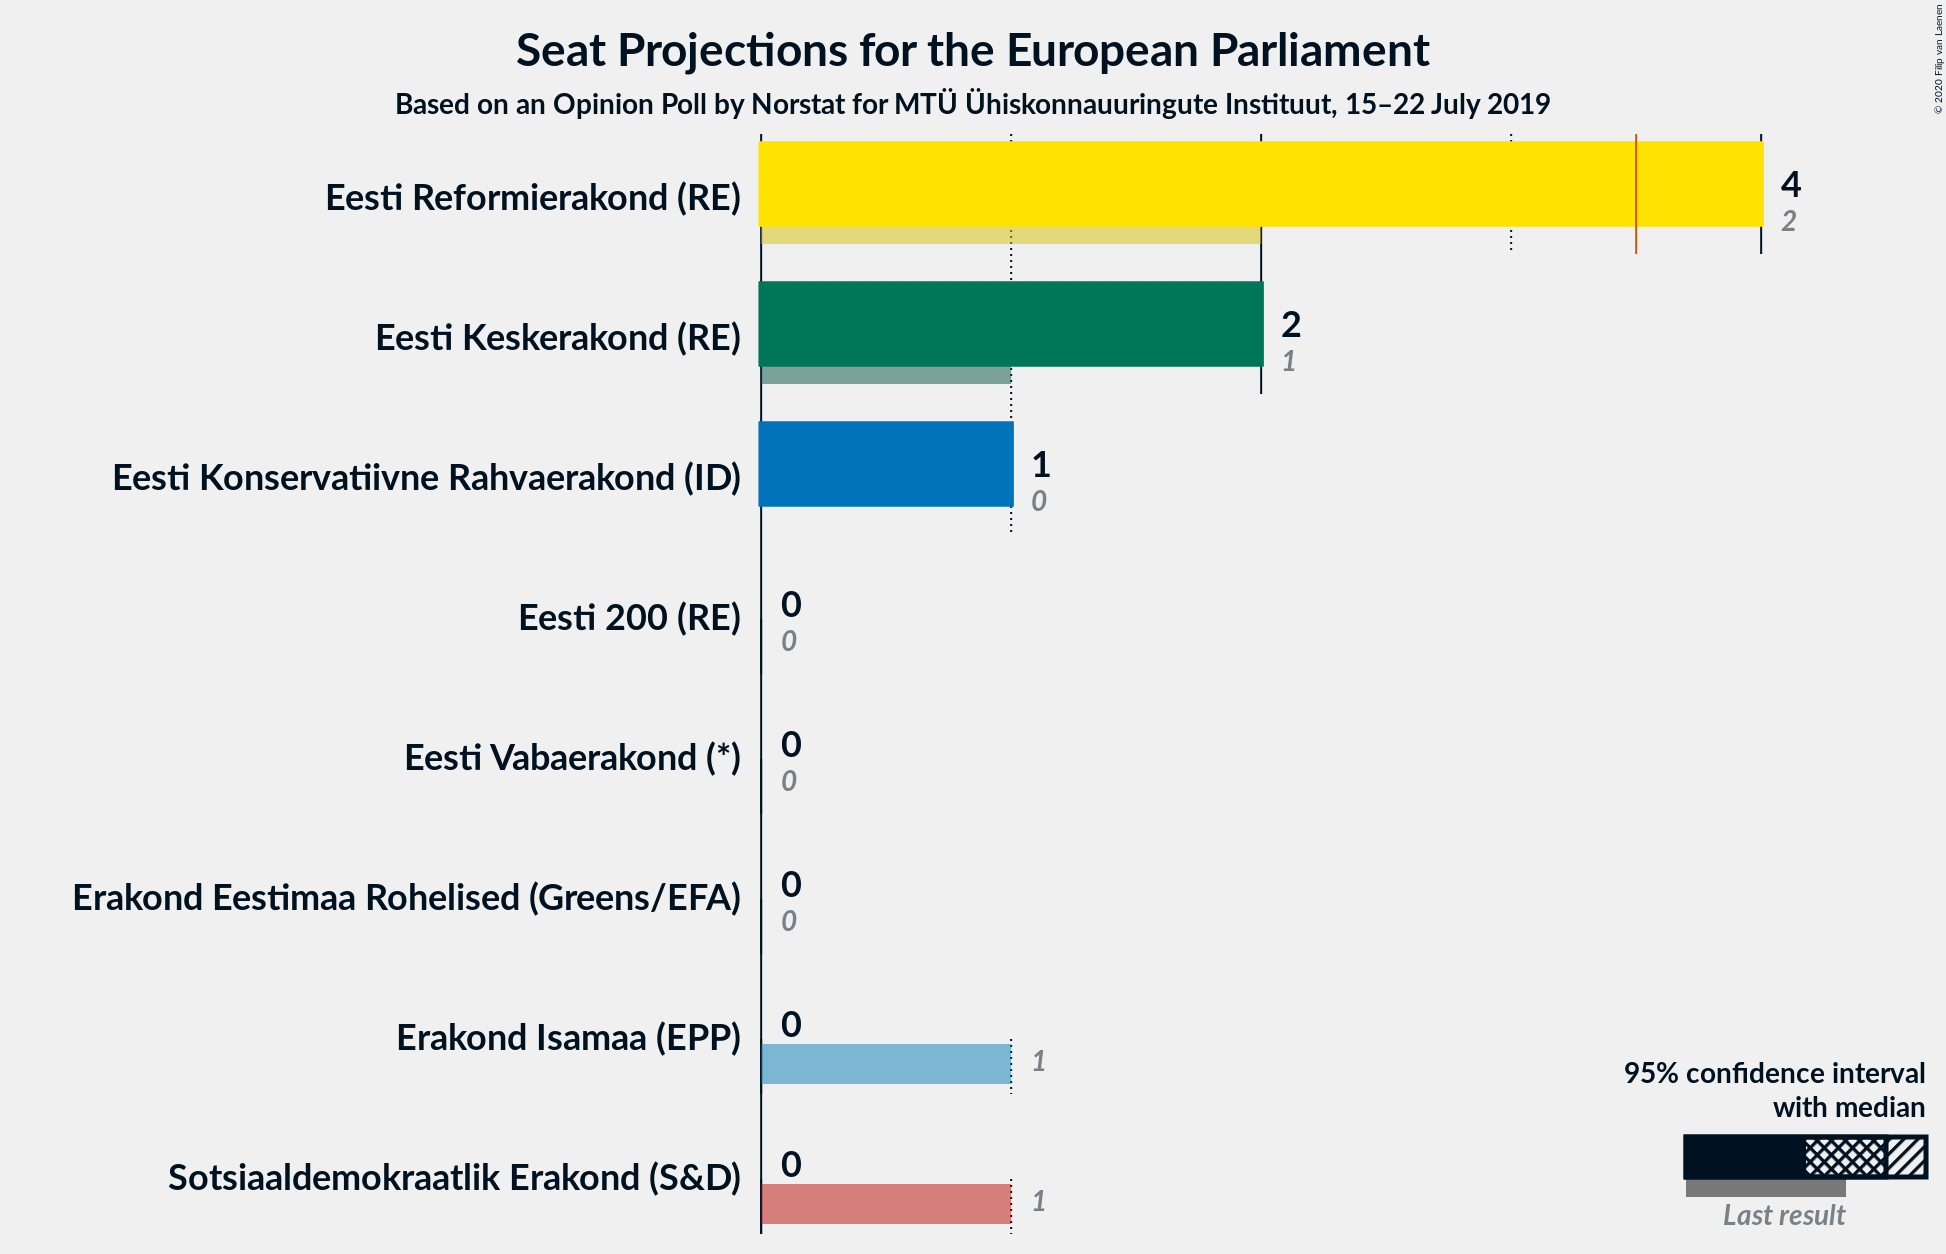 Seat Projections for the European Parliament
Based on an Opinion Poll by Norstat for MTÜ Ühiskonnauuringute Instituut, 15–22 July 2019
© 2020 Filip van Laenen
Eesti Reformierakond (RE)
4
2
Eesti Keskerakond (RE)
2
1
Eesti Konservatiivne Rahvaerakond (ID)
1
0
Eesti 200 (RE)
0
0
Eesti Vabaerakond (*)
0
0
Erakond Eestimaa Rohelised (Greens/EFA)
0
0
Erakond Isamaa (EPP)
0
1
Sotsiaaldemokraatlik Erakond (S&D)
0
1
95% confidence interval
with median
Last result